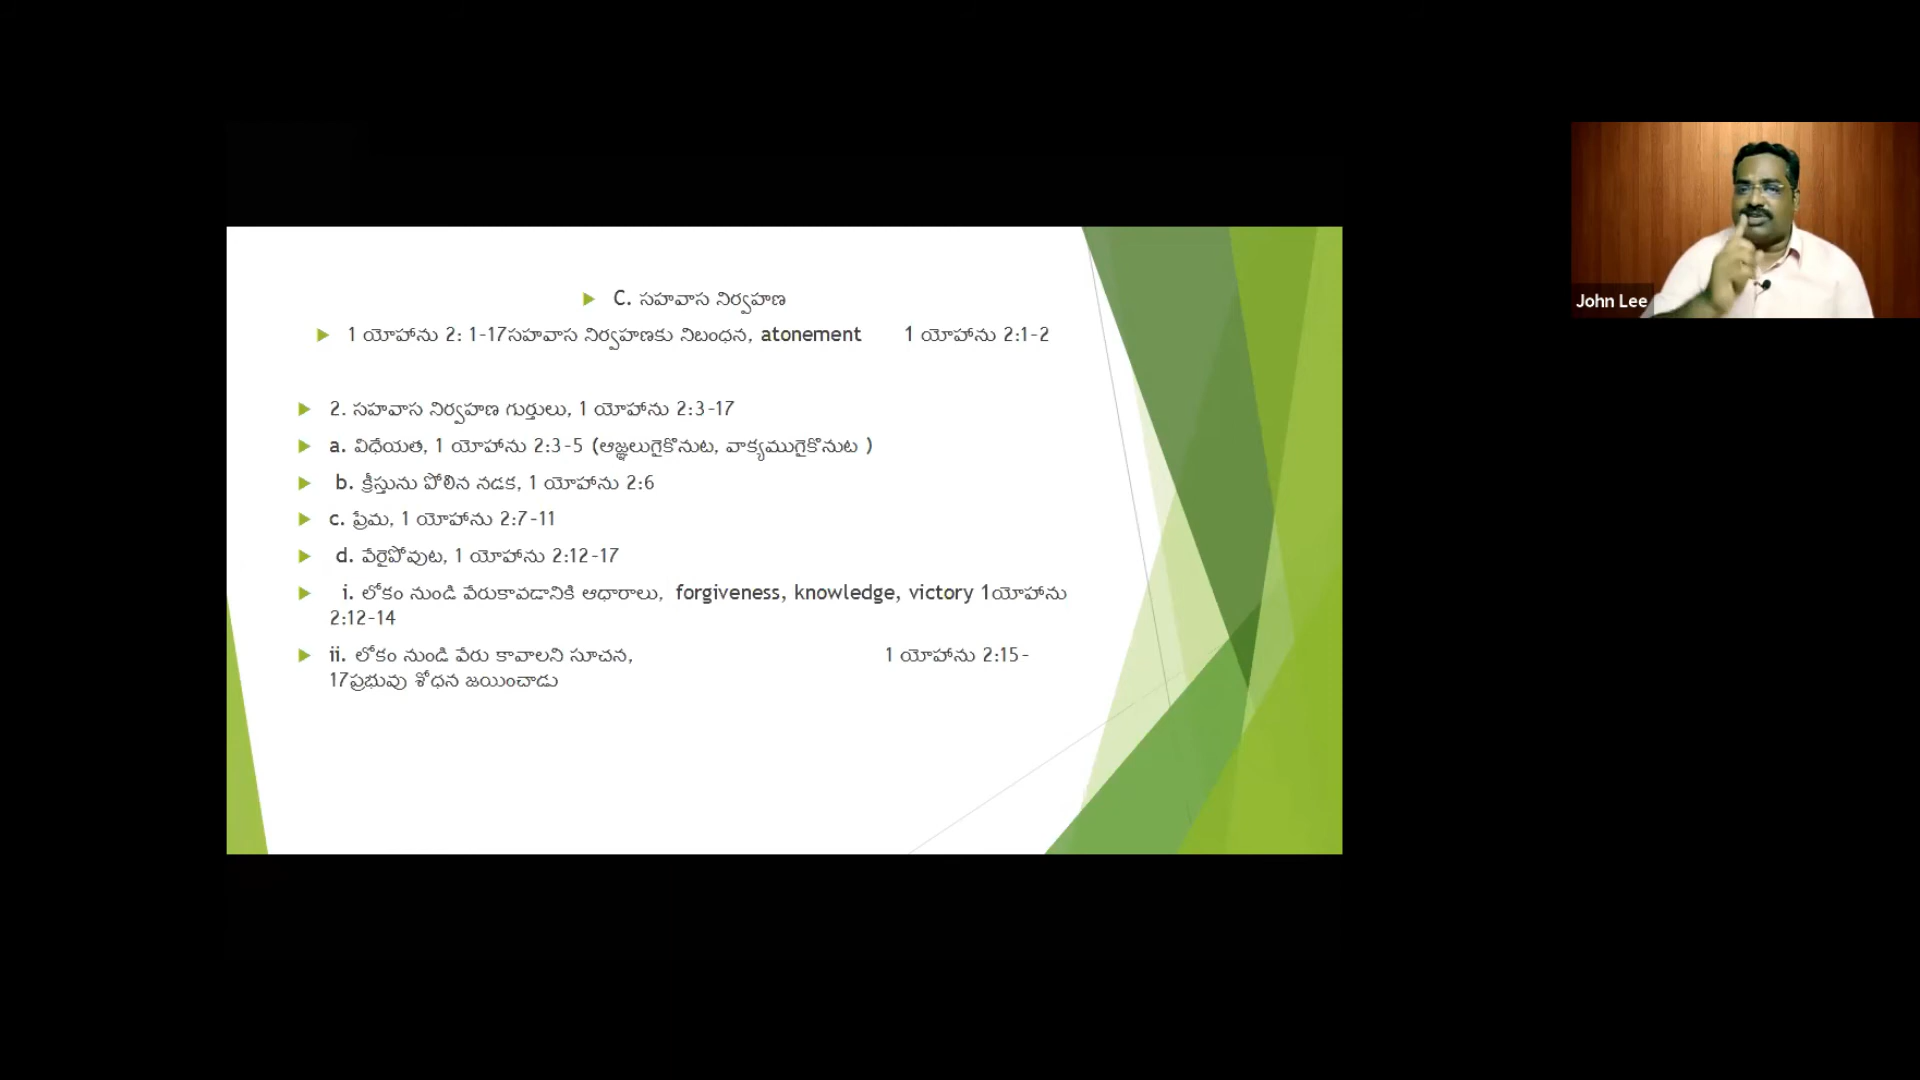 C. సహవాస నిర్వహణ
1 యోహాను 2: 1-17సహవాస నిర్వహణకు నిబంధన, atonement 1 యోహాను 2:1-2
2. సహవాస నిర్వహణ గుర్తులు, 1 యోహాను 2:3-17
a. విధేయత, 1 యోహాను 2:3-5 (ఆజ్ఞలుగైకొనుట, వాక్యముగైకొనుట )
b. క్రీస్తును పోలిన నడక, 1 యోహాను 2:6
c. ప్రేమ, 1 యోహాను 2:7-11
d. వేరైపోవుట, 1 యోహాను 2:12-17
i. లోకం నుండి వేరుకావడానికి ఆధారాలు, forgiveness, knowledge, victory 1యోహాను
2:12-14
ii. లోకం నుండి వేరు కావాలని సూచన, 1 యోహాను 2:15-
17ప్రభువు శోధన జయించాడు
John Lee